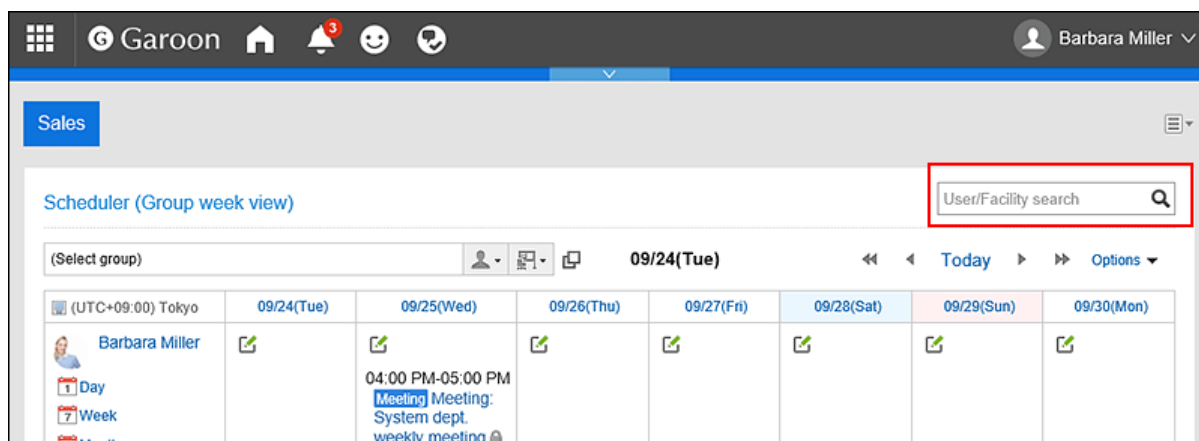 Garoon 3 Barbara Miller
Sales
Scheduler (Group week view) User/Facility search
(Select group) 09/24(Tue) Today Options
(UTC+09:00) Tokyo 09/24(Tue) 09/25(Wed) 09/26(Thu) 09/27(Fri) 09/28(Sat) 09/29(Sun) 09/30(Mon)
Barbara Miller
1 Day
04:00 PM-05:00 PM
Meeting Meeting:
7 Week
System dept.
weekly meeting